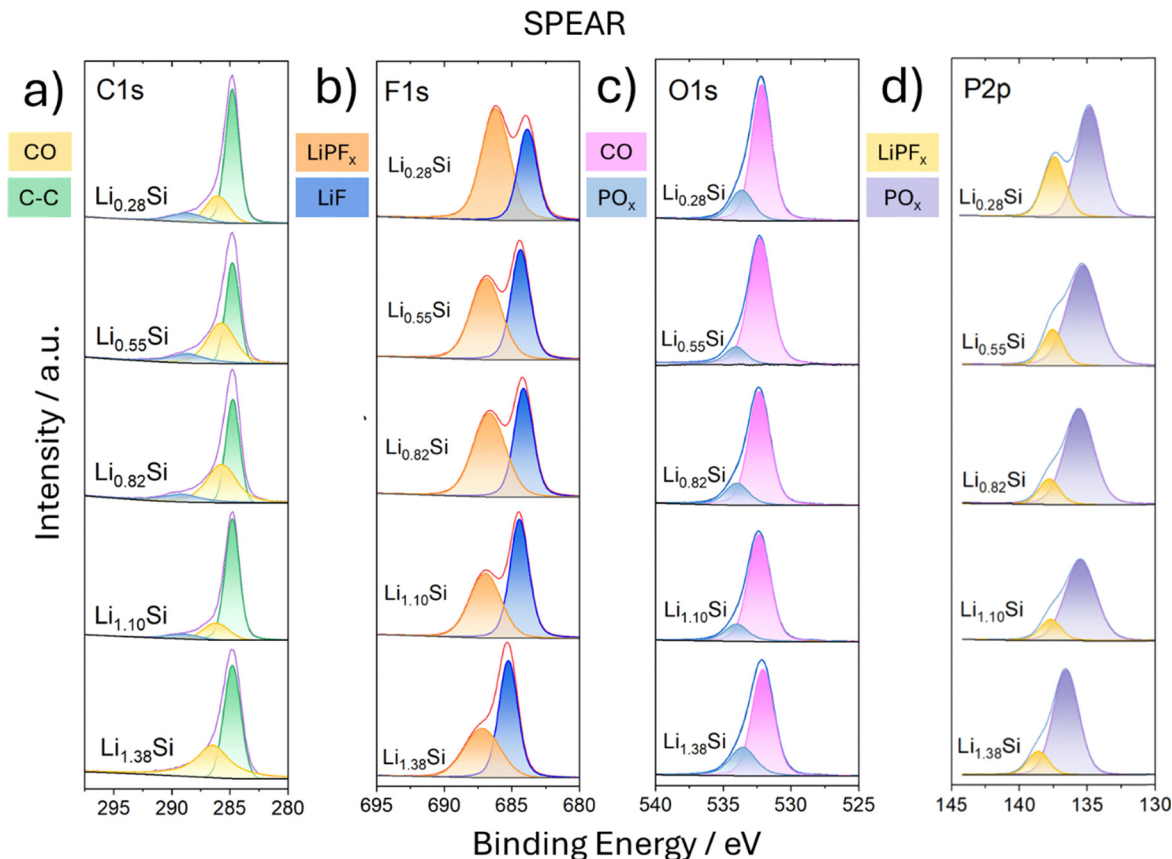 SPEAR
Intensity / a.u.
a)
C1s
CO
C-C
Li0.28Si
Li0.55Si
Li0.82Si
Li1.10Si
Li1.38Si
295 290 285 280
b)
F1s
LiPFx
LiF
Li0.28Si
Li0.55Si
Li0.82Si
Li1.10Si
Li1.38Si
695 690 685 680
c)
O1s
CO
POx
Li0.28Si
Li0.55Si
Li0.82Si
Li1.10Si
Li1.38Si
540 535 530 525
d)
P2p
LiPFx
POx
Li0.28Si
Li0.55Si
Li0.82Si
Li1.10Si
Li1.38Si
145 140 135 130
Binding Energy / eV